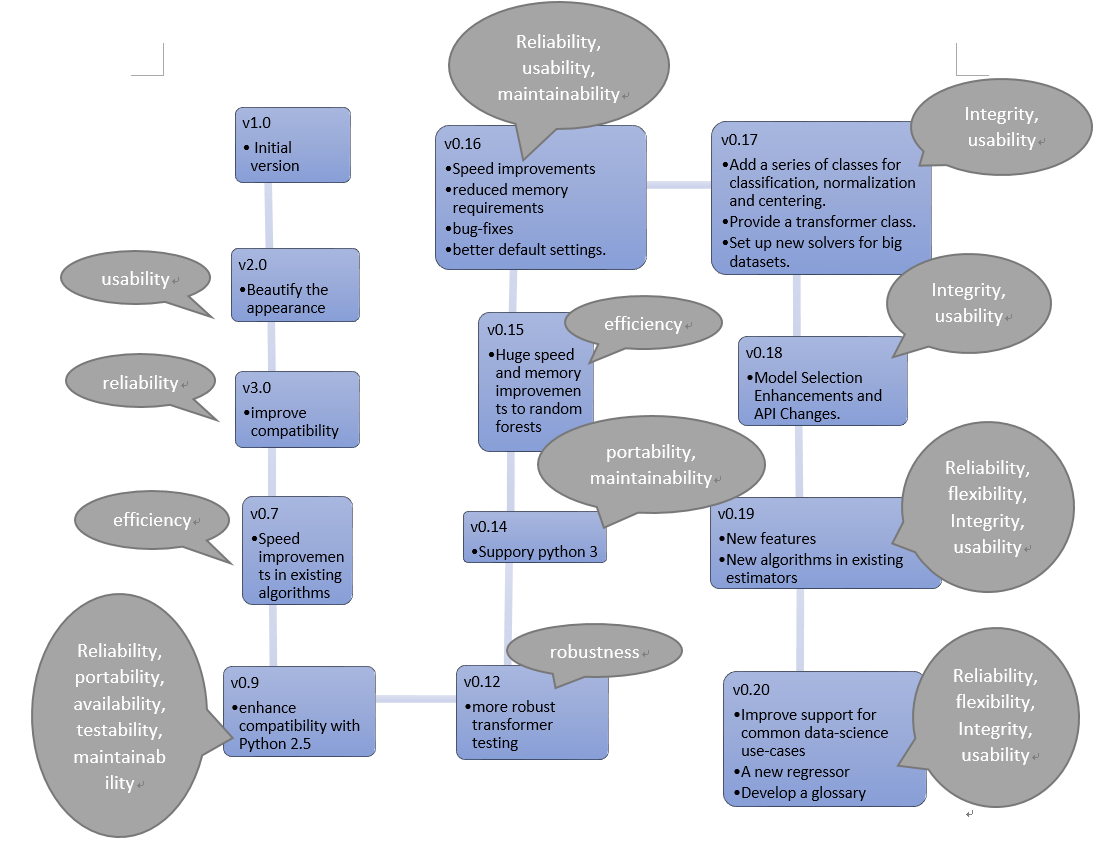 v1.0
• Initial
version
usability
v2.0
•Beautify the
appearance
reliability
v3.0
•improve
compatibility
efficiency
v0.7
•Speed
improvemen
ts in existing
algorithms
Reliability,
portability,
availability,
testability,
maintainab
ility
v0.9
•enhance
compatibility with
Python 2.5
robustness
v0.12
•more robust
transformer
testing
portability,
maintainability
v0.14
•Suppory python 3
efficiency
v0.15
•Huge speed
and memory
improvemen
ts to random
forests
Reliability,
usability,
maintainability
v0.16
•Speed improvements
•reduced memory
requirements
•bug-fixes
•better default settings.
Integrity,
usability
v0.17
•Add a series of classes for
classification, normalization
and centering.
•Provide a transformer class.
•Set up new solvers for big
datasets.
Integrity,
usability
v0.18
•Model Selection
Enhancements and
API Changes.
Reliability,
flexibility,
Integrity,
usability
v0.19
•New features
•New algorithms in existing
estimators
Reliability,
flexibility,
Integrity,
usability
v0.20
•Improve support for
common data-science
use-cases
•A new regressor
•Develop a glossary